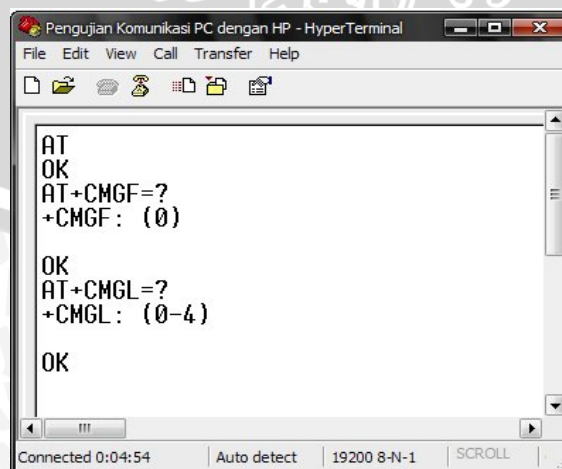 Pengujian Komunikasi PC dengan HP - HyperTerminal
File Edit View Call Transfer Help
AT
OK
AT+CMGF=?
+CMGF: (0)
OK
AT+CMGL=?
+CMGL: (0-4)
OK
Connected 0:04:54 Auto detect 19200 8-N-1 SCROLL